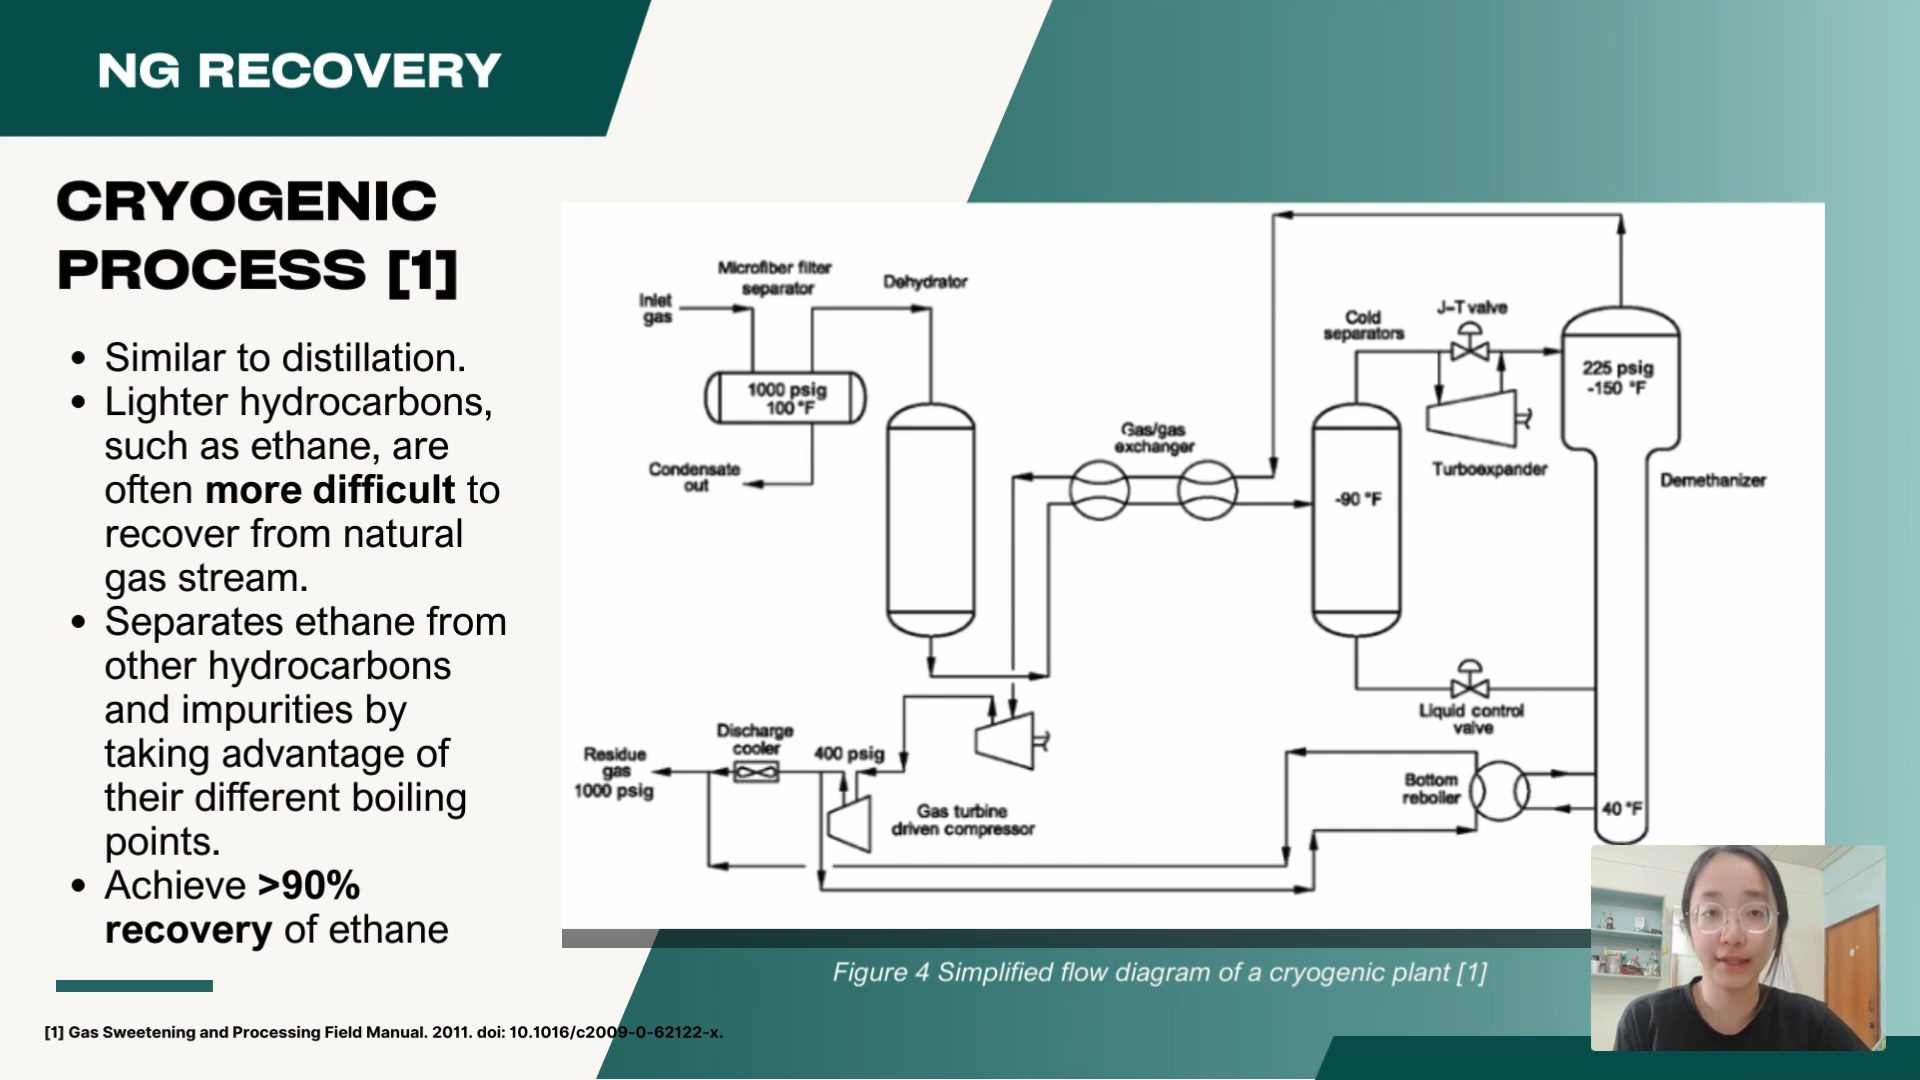 NG RECOVERY
CRYOGENIC
PROCESS [1]
• Similar to distillation.
• Lighter hydrocarbons,
such as ethane, are
often more difficult to
recover from natural
gas stream.
• Separates ethane from
other hydrocarbons
and impurities by
taking advantage of
their different boiling
points.
• Achieve >90%
recovery of ethane
Microfiber filter
separator
Dehydrator
Inlet
gas
1000 psig
100 °F
Condensate
out
Gas/gas
exchanger
Cold
separators
J–T valve
-90 °F
Turboexpander
225 psig
-150 °F
Demethanizer
Liquid control
valve
Bottom
reboiler
40 °F
Discharge
cooler
400 psig
Residue
gas
1000 psig
Gas turbine
driven compressor
Figure 4 Simplified flow diagram of a cryogenic plant [1]
[1] Gas Sweetening and Processing Field Manual. 2011. doi: 10.1016/c2009-0-62122-x.